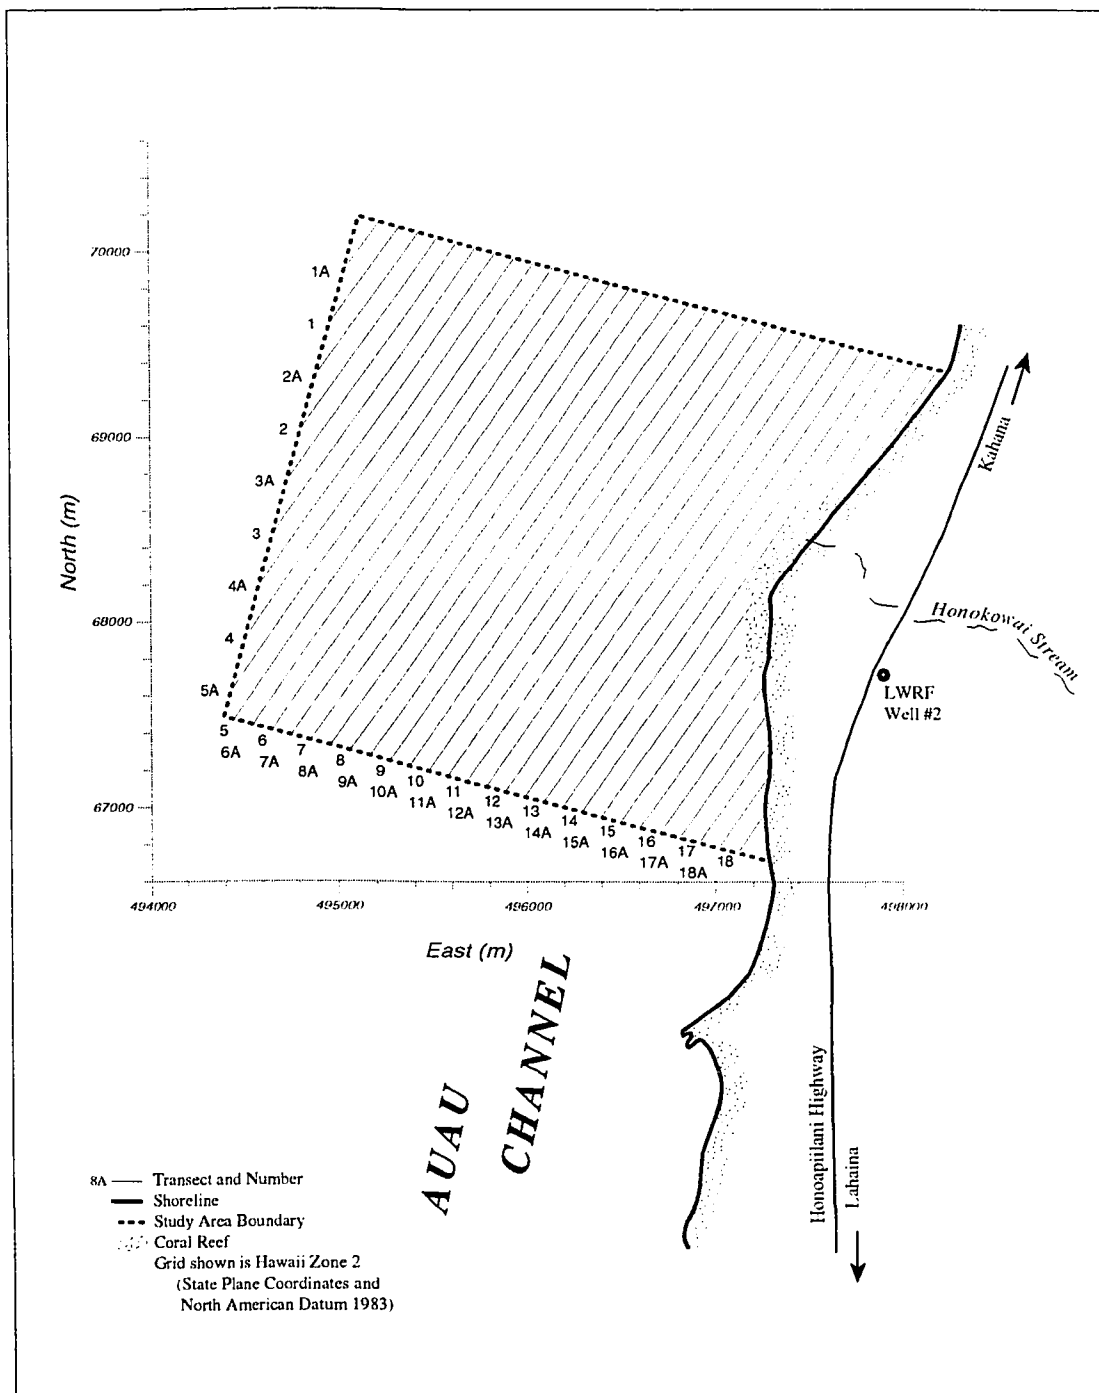 70000
69000
68000
67000
North (m)
1A
1
2A
2
3A
3
4A
4
5A
5
6
7
8
9
10
11
12
13
14
15
16
17
18
6A
7A
8A
9A
10A
11A
12A
13A
14A
15A
16A
17A
18A
494000
495000
496000
497000
498000
East (m)
Kahana
Honokowai Stream
LWRF
Well #2
AUAU
CHANNEL
Honoapiilani Highway
Lahaina
8A
Transect and Number
Shoreline
Study Area Boundary
Coral Reef
Grid shown is Hawaii Zone 2
(State Plane Coordinates and
North American Datum 1983)